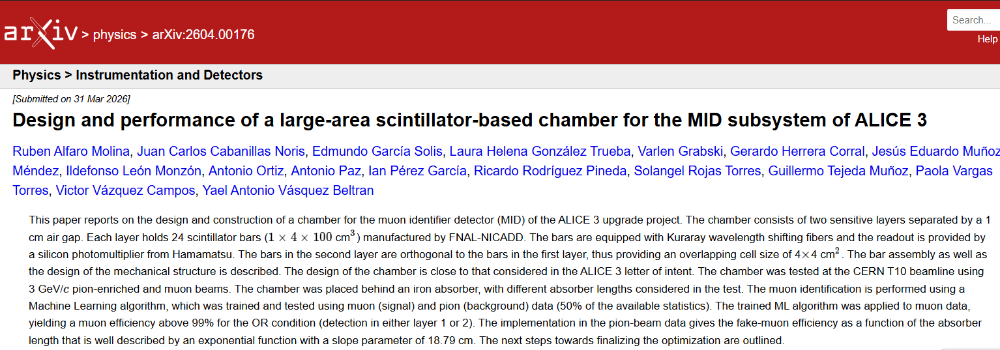 arXiv > physics > arXiv:2604.00176
Search...
Help
Physics > Instrumentation and Detectors
[Submitted on 31 Mar 2026]
Design and performance of a large-area scintillator-based chamber for the MID subsystem of ALICE 3
Ruben Alfaro Molina, Juan Carlos Cabanillas Noris, Edmundo García Solis, Laura Helena González Trueba, Varlen Grabski, Gerardo Herrera Corral, Jesús Eduardo Muñoz
Méndez, Ildefonso León Monzón, Antonio Ortiz, Antonio Paz, Ian Pérez García, Ricardo Rodríguez Pineda, Solangel Rojas Torres, Guillermo Tejeda Muñoz, Paola Vargas
Torres, Victor Vázquez Campos, Yael Antonio Vásquez Beltran
This paper reports on the design and construction of a chamber for the muon identifier detector (MID) of the ALICE 3 upgrade project. The chamber consists of two sensitive layers separated by a 1
cm air gap. Each layer holds 24 scintillator bars (1 × 4 × 100 cm³) manufactured by FNAL-NICADD. The bars are equipped with Kuraray wavelength shifting fibers and the readout is provided by
a silicon photomultiplier from Hamamatsu. The bars in the second layer are orthogonal to the bars in the first layer, thus providing an overlapping cell size of 4×4 cm². The bar assembly as well as
the design of the mechanical structure is described. The design of the chamber is close to that considered in the ALICE 3 letter of intent. The chamber was tested at the CERN T10 beamline using
3 GeV/c pion-enriched and muon beams. The chamber was placed behind an iron absorber, with different absorber lengths considered in the test. The muon identification is performed using a
Machine Learning algorithm, which was trained and tested using muon (signal) and pion (background) data (50% of the available statistics). The trained ML algorithm was applied to muon data,
yielding a muon efficiency above 99% for the OR condition (detection in either layer 1 or 2). The implementation in the pion-beam data gives the fake-muon efficiency as a function of the absorber
length that is well described by an exponential function with a slope parameter of 18.79 cm. The next steps towards finalizing the optimization are outlined.